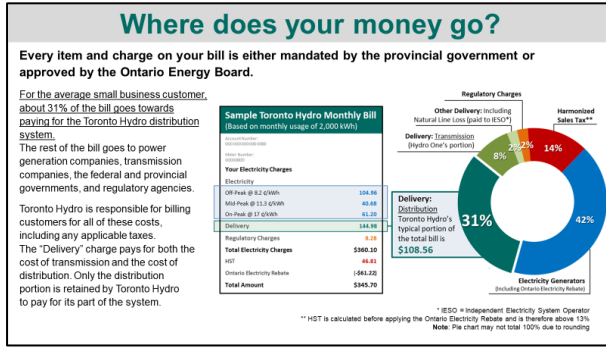 Where does your money go?
Every item and charge on your bill is either mandated by the provincial government or
approved by the Ontario Energy Board.
For the average small business customer,
about 31% of the bill goes towards
paying for the Toronto Hydro distribution
system.
The rest of the bill goes to power
generation companies, transmission
companies, the federal and provincial
governments, and regulatory agencies.
Toronto Hydro is responsible for billing
customers for all of these costs,
including any applicable taxes.
The “Delivery” charge pays for both the
cost of transmission and the cost of
distribution. Only the distribution
portion is retained by Toronto Hydro
to pay for its part of the system.
Sample Toronto Hydro Monthly Bill
(Based on monthly usage of 2,000 kWh)
Account Number
Meter Number
Your Electricity Charges
Electricity
Off-Peak @ 8.2 ¢/kWh 104.96
Mid-Peak @ 11.3 ¢/kWh 40.68
On-Peak @ 17 ¢/kWh 61.20
Delivery 144.98
Regulatory Charges 8.28
Total Electricity Charges $360.10
HST 46.81
Ontario Electricity Rebate (-$61.22)
Total Amount $345.70
Delivery:
Distribution
Toronto Hydro's
typical portion of
the total bill is
$108.56
Regulatory Charges
Other Delivery: Including
Natural Line Loss (paid to IESO*)
Delivery: Transmission
(Hydro One's portion)
Harmonized
Sales Tax**
8%
2%
2%
14%
31%
42%
Electricity Generators
(Including Ontario Electricity Rebate)
* IESO = Independent Electricity System Operator
** HST is calculated before applying the Ontario Electricity Rebate and is therefore above 13%
Note: Pie chart may not total 100% due to rounding